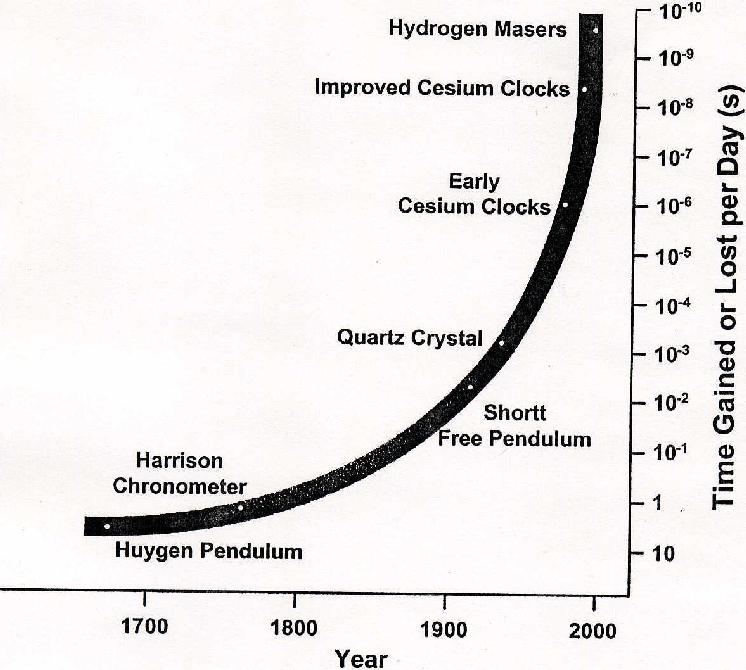 Hydrogen Masers
Improved Cesium Clocks
Early
Cesium Clocks
Quartz Crystal
Shortt
Free Pendulum
Harrison
Chronometer
Huygen Pendulum
10⁻¹⁰
10⁻⁹
10⁻⁸
10⁻⁷
10⁻⁶
10⁻⁵
10⁻⁴
10⁻³
10⁻²
10⁻¹
1
10
Time Gained or Lost per Day (s)
1700 1800 1900 2000
Year